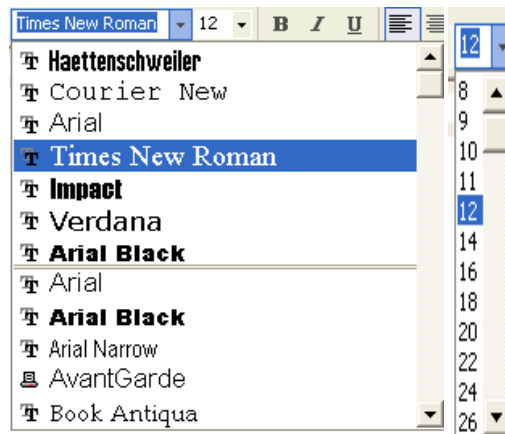 Times New Roman 12 B I U
Haettenschweiler
Courier New
Arial
Times New Roman
Impact
Verdana
Arial Black
Arial
Arial Black
Arial Narrow
AvantGarde
Book Antiqua
12
8
9
10
11
12
14
16
18
20
22
24
26